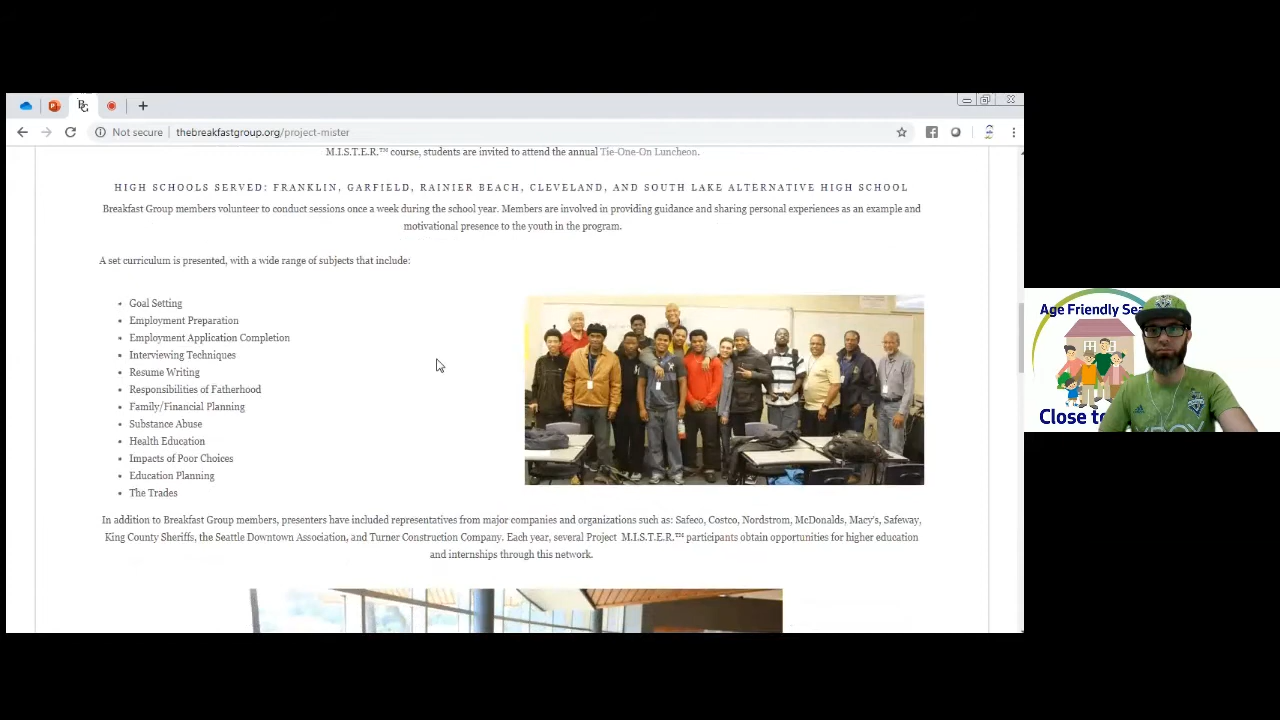 Not secure
thebreakfastgroup.org/project-mister
M.I.S.T.E.R.™ course, students are invited to attend the annual Tie-One-On Luncheon.
HIGH SCHOOLS SERVED: FRANKLIN, GARFIELD, RAINIER BEACH, CLEVELAND, AND SOUTH LAKE ALTERNATIVE HIGH SCHOOL
Breakfast Group members volunteer to conduct sessions once a week during the school year. Members are involved in providing guidance and sharing personal experiences as an example and
motivational presence to the youth in the program.
A set curriculum is presented, with a wide range of subjects that include:
Goal Setting
Employment Preparation
Employment Application Completion
Interviewing Techniques
Resume Writing
Responsibilities of Fatherhood
Family/Financial Planning
Substance Abuse
Health Education
Impacts of Poor Choices
Education Planning
The Trades
In addition to Breakfast Group members, presenters have included representatives from major companies and organizations such as: Safeco, Costco, Nordstrom, McDonalds, Macy's, Safeway,
King County Sheriffs, the Seattle Downtown Association, and Turner Construction Company. Each year, several Project M.I.S.T.E.R.™ participants obtain opportunities for higher education
and internships through this network.
Age Friendly Sea
Close to